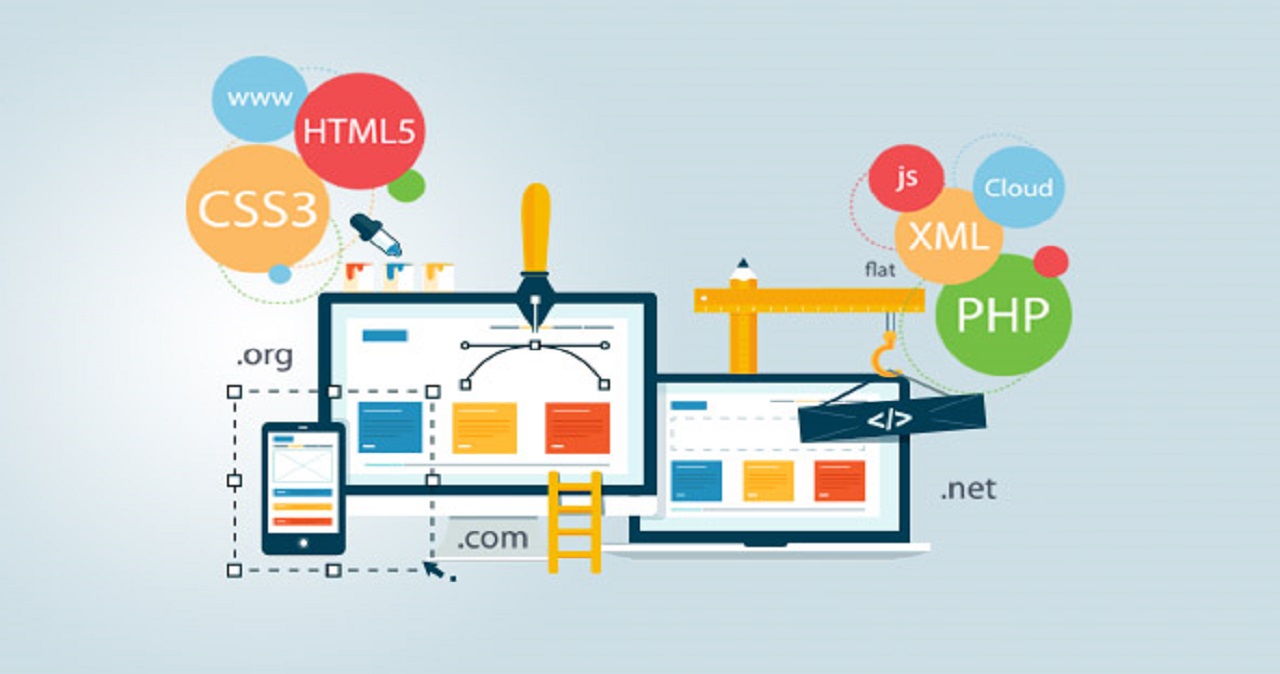 www
HTML5
CSS3
js
Cloud
XML
flat
PHP
.org
</>
.net
.com